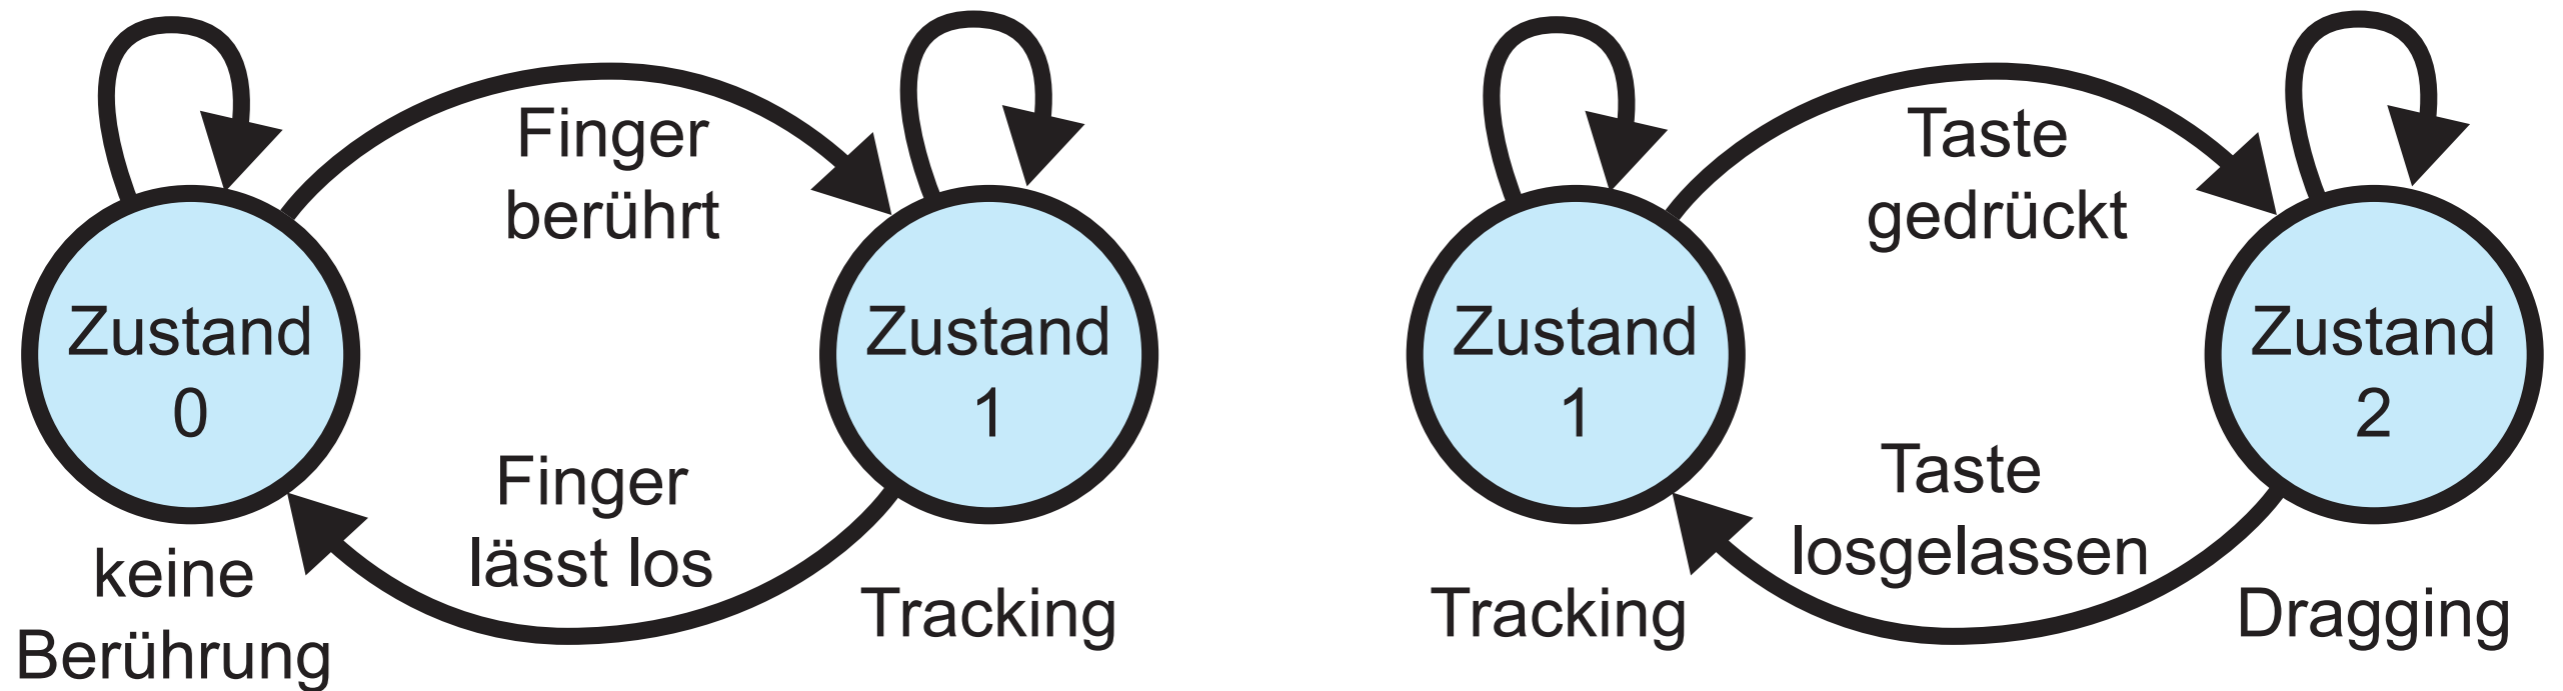 Finger
berührt
Zustand
0
Zustand
1
Finger
lässt los
keine
Berührung
Tracking
Taste
gedrückt
Zustand
1
Zustand
2
Taste
losgelassen
Tracking
Dragging